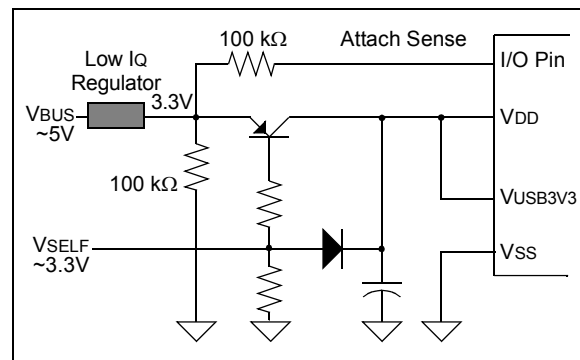 100 kΩ
Attach Sense
I/O Pin
Low IQ
Regulator
3.3V
VBUS
~5V
VDD
100 kΩ
VUSB3V3
VSELF
~3.3V
VSS